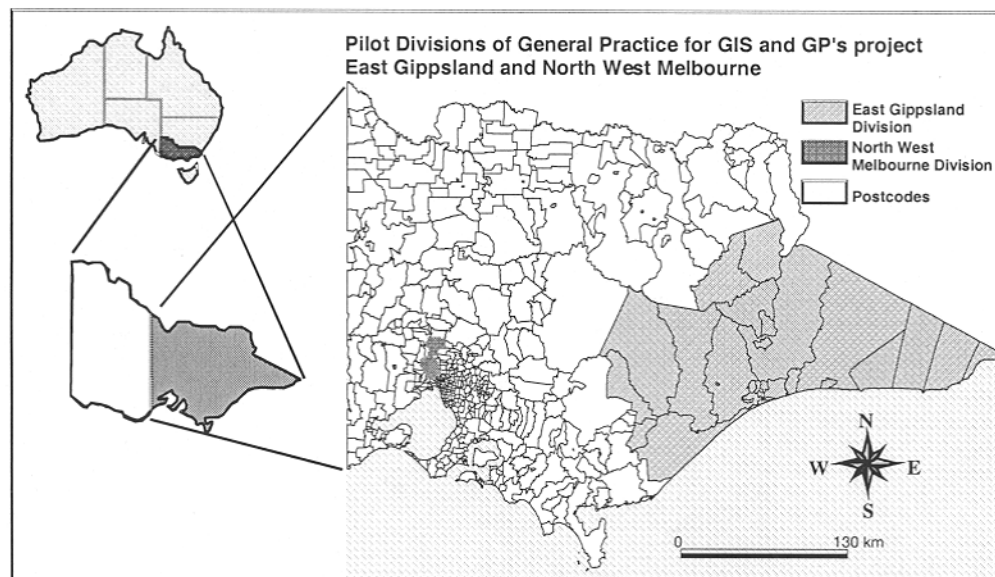 Pilot Divisions of General Practice for GIS and GP's project
East Gippsland and North West Melbourne
East Gippsland
Division
North West
Melbourne Division
Postcodes
N
W
E
S
0
130 km